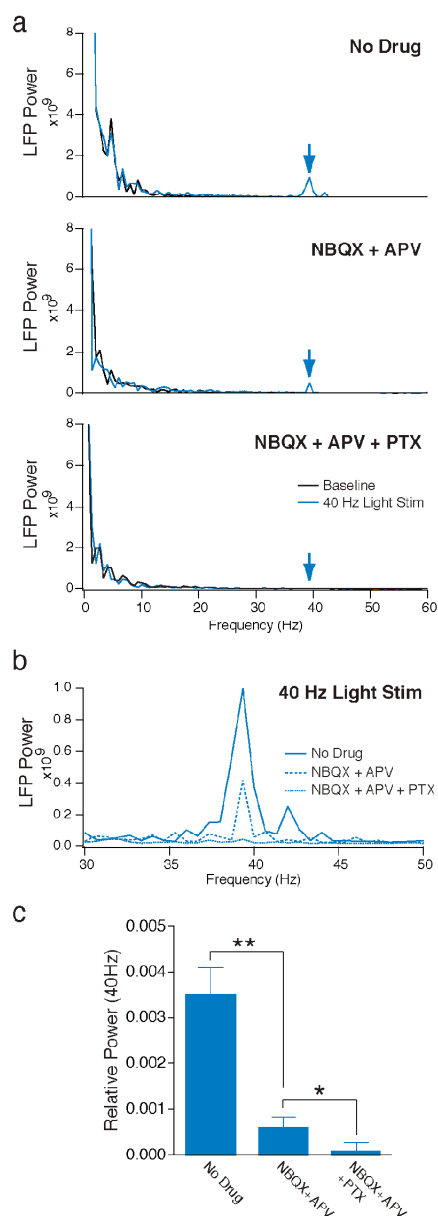 a
No Drug
8
6
4
2
0
LFP Power
x10⁹
NBQX + APV
8
6
4
2
0
LFP Power
x10⁹
NBQX + APV + PTX
8
6
4
2
0
LFP Power
x10⁹
Baseline
40 Hz Light Stim
0 10 20 30 40 50 60
Frequency (Hz)
b
40 Hz Light Stim
1.0
0.8
0.6
0.4
0.2
0
LFP Power
x10⁹
No Drug
NBQX + APV
NBQX + APV + PTX
30 35 40 45 50
Frequency (Hz)
c
0.005
0.004
0.003
0.002
0.001
0.000
Relative Power (40Hz)
**
*
No Drug
NBQX+APV
NBQX+APV
+PTX